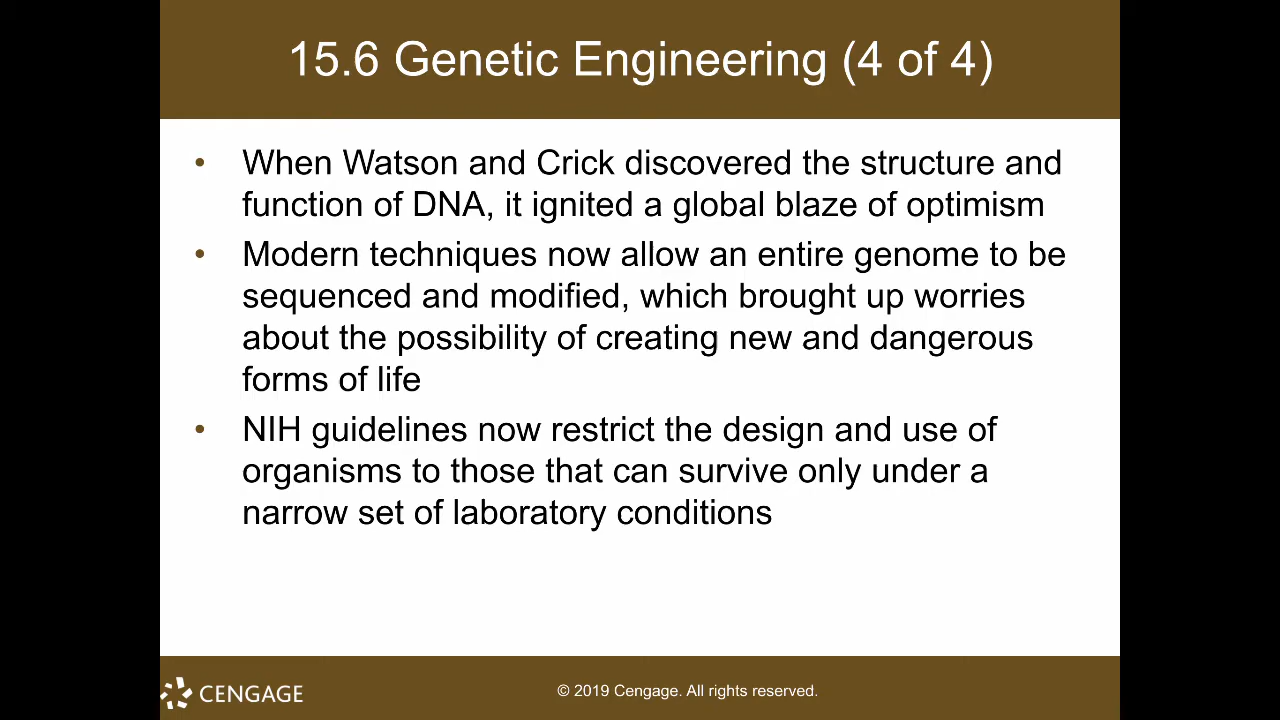 15.6 Genetic Engineering (4 of 4)
• When Watson and Crick discovered the structure and
function of DNA, it ignited a global blaze of optimism
• Modern techniques now allow an entire genome to be
sequenced and modified, which brought up worries
about the possibility of creating new and dangerous
forms of life
• NIH guidelines now restrict the design and use of
organisms to those that can survive only under a
narrow set of laboratory conditions
CENGAGE
© 2019 Cengage. All rights reserved.